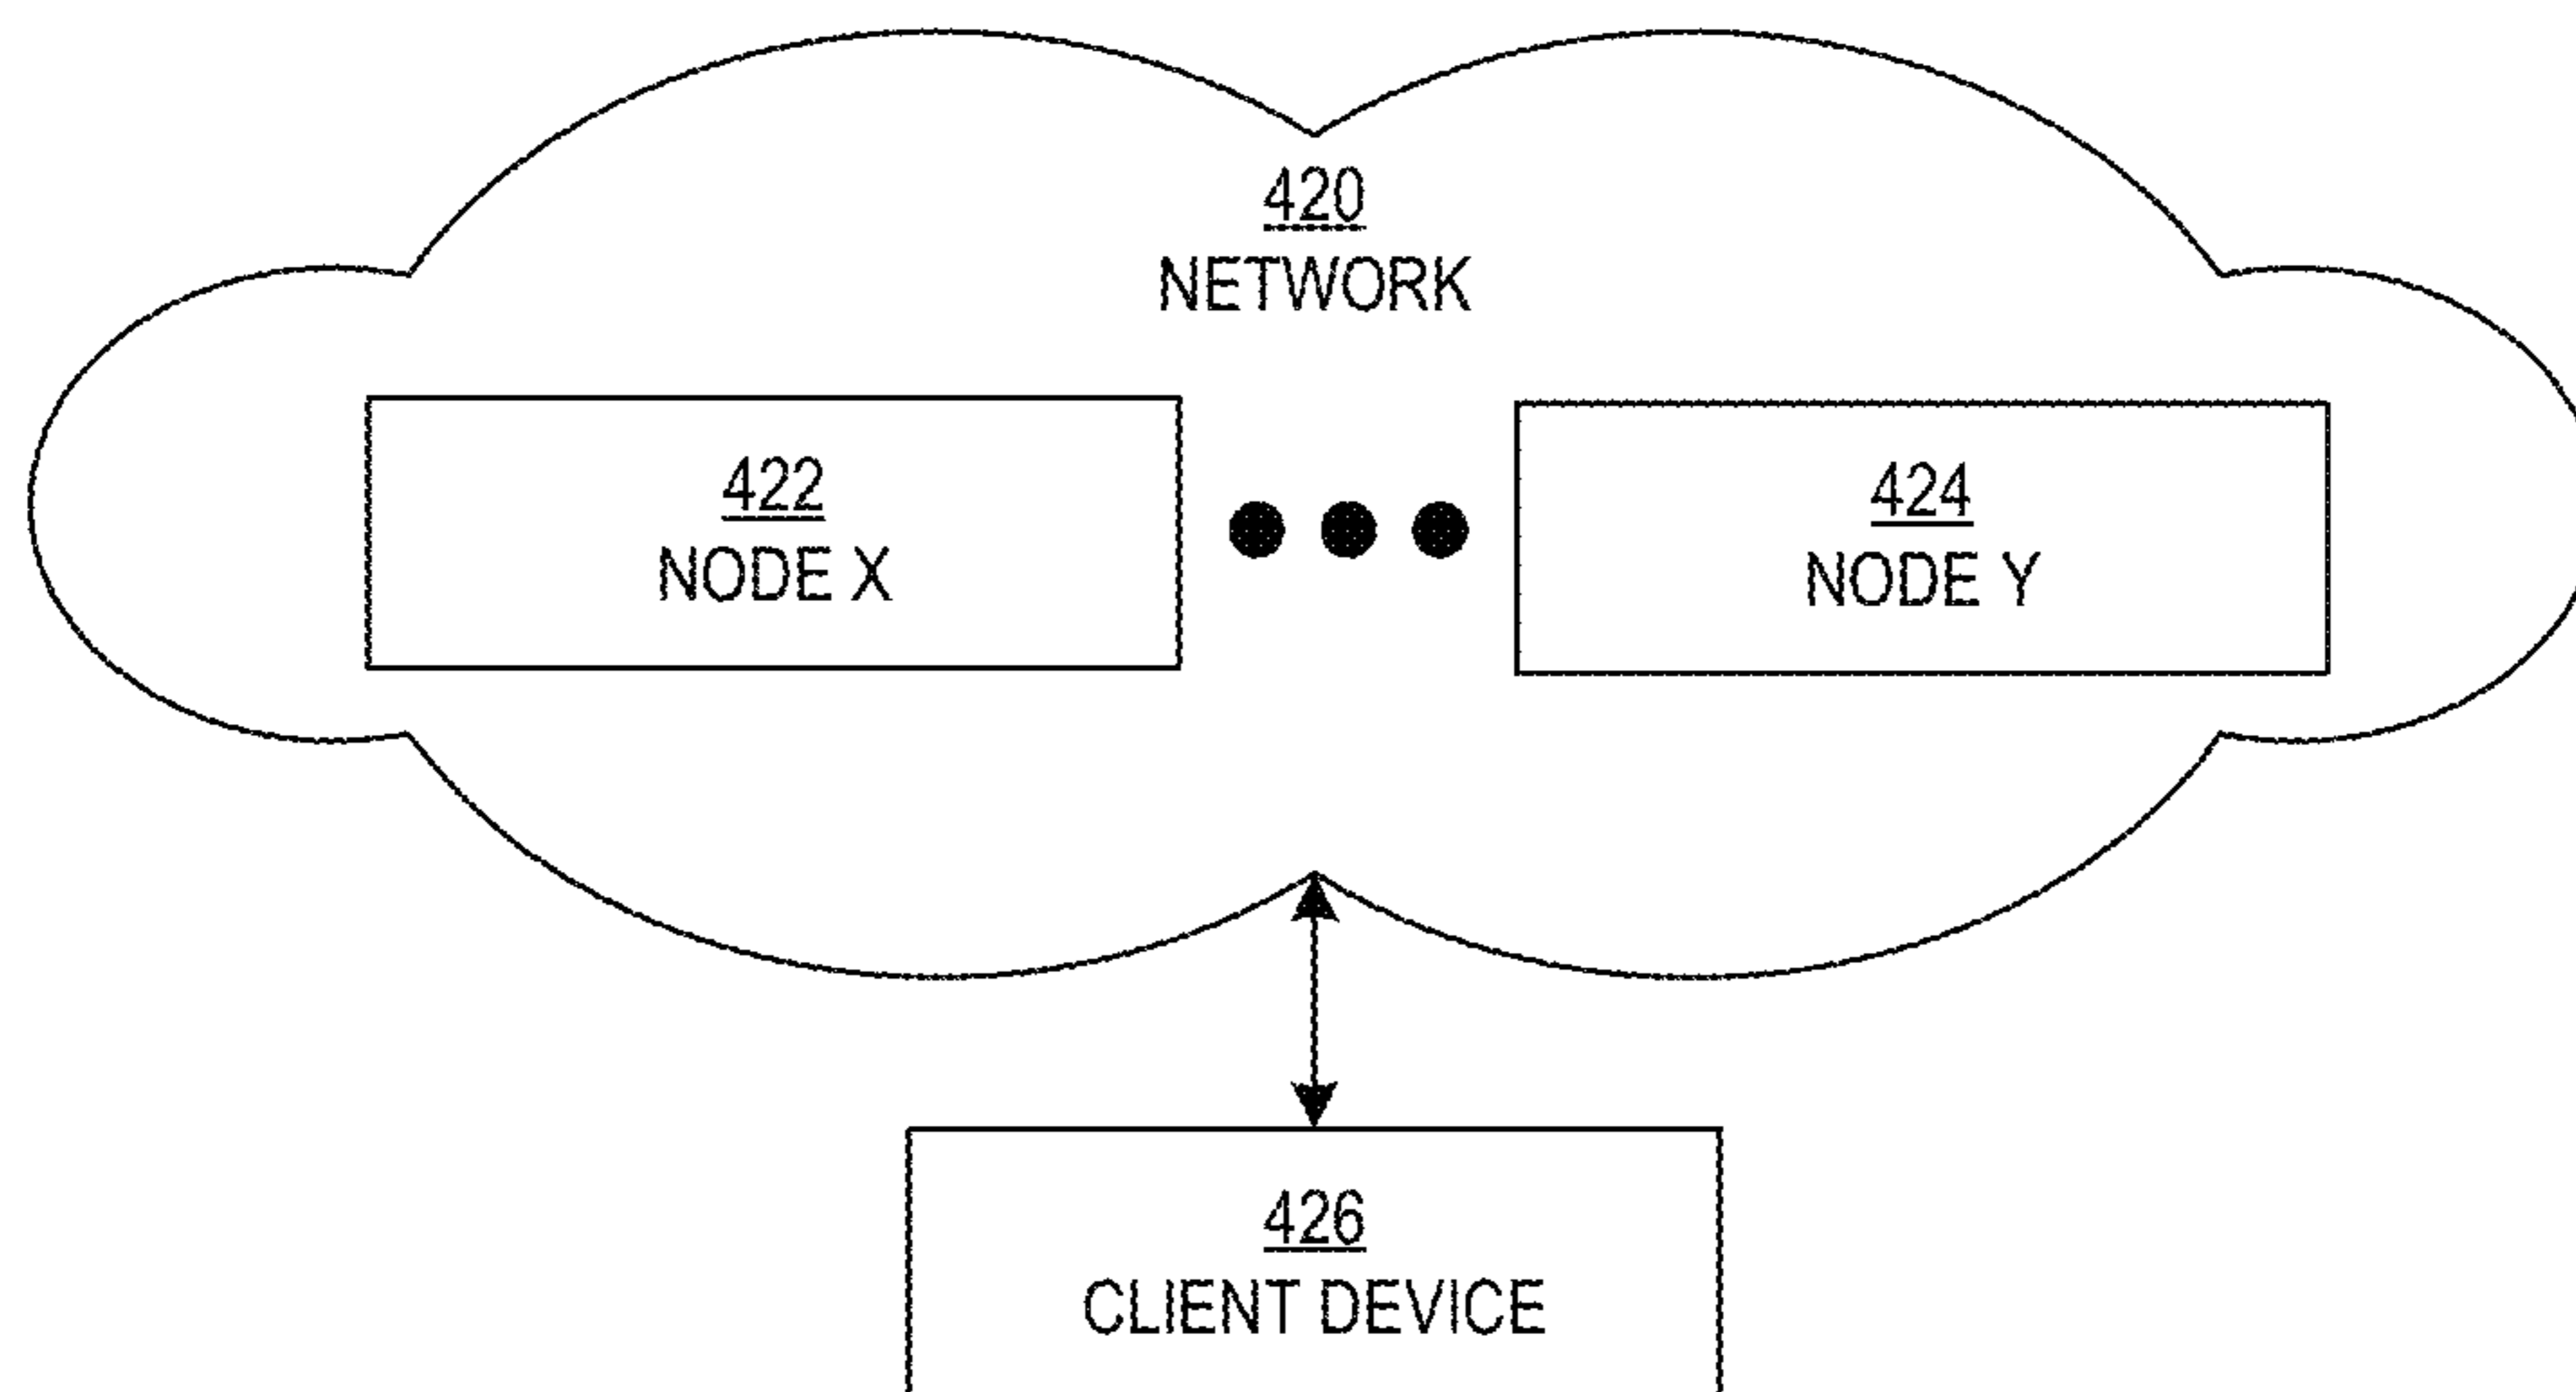 420
NETWORK
422
NODE X
424
NODE Y
426
CLIENT DEVICE